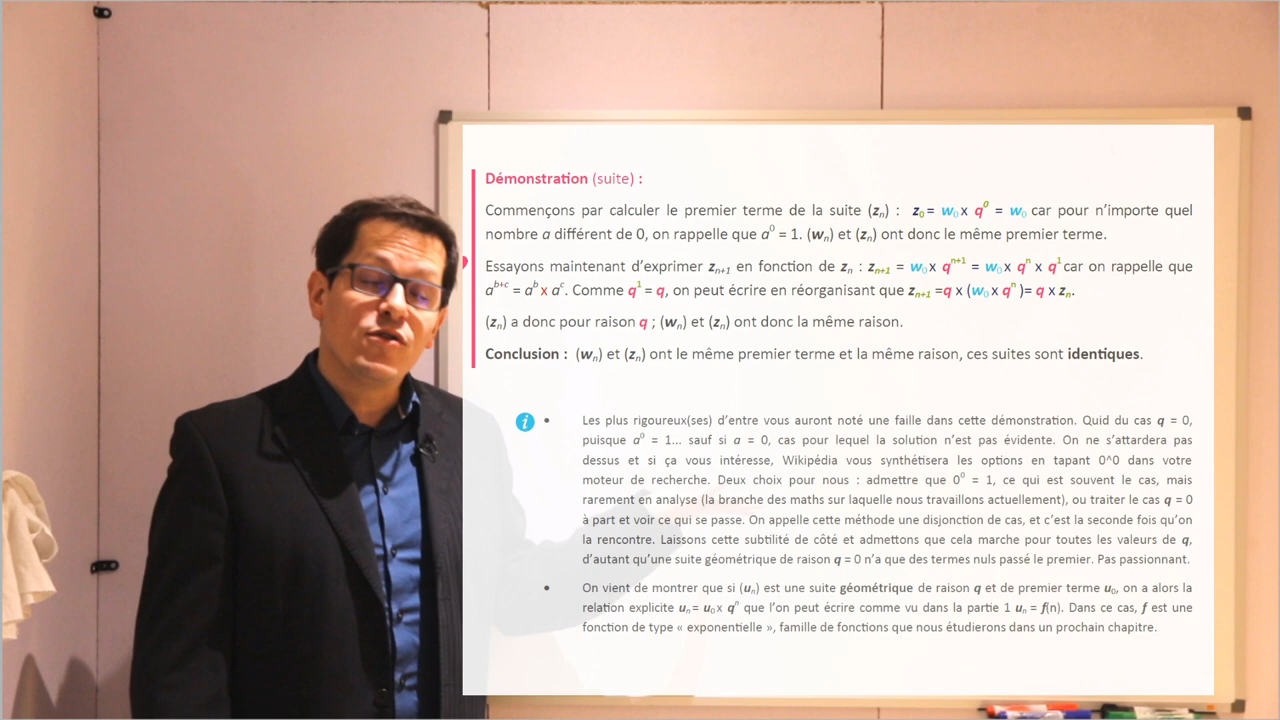 Démonstration (suite) :
Commençons par calculer le premier terme de la suite (zₙ) : z₀ = w₀ x q⁰ = w₀ car pour n’importe quel
nombre a différent de 0, on rappelle que a⁰ = 1. (wₙ) et (zₙ) ont donc le même premier terme.
Essayons maintenant d’exprimer zₙ₊₁ en fonction de zₙ : zₙ₊₁ = w₀ x qⁿ⁺¹ = w₀ x qⁿ x q¹ car on rappelle que
aᵇ⁺ᶜ = aᵇ x aᶜ. Comme q¹ = q, on peut écrire en réorganisant que zₙ₊₁ =q x (w₀ x qⁿ )= q x zₙ.
(zₙ) a donc pour raison q ; (wₙ) et (zₙ) ont donc la même raison.
Conclusion : (wₙ) et (zₙ) ont le même premier terme et la même raison, ces suites sont identiques.
i • Les plus rigoureux(ses) d’entre vous auront noté une faille dans cette démonstration. Quid du cas q = 0,
puisque a⁰ = 1... sauf si a = 0, cas pour lequel la solution n’est pas évidente. On ne s’attardera pas
dessus et si ça vous intéresse, Wikipédia vous synthétisera les options en tapant 0^0 dans votre
moteur de recherche. Deux choix pour nous : admettre que 0⁰ = 1, ce qui est souvent le cas, mais
rarement en analyse (la branche des maths sur laquelle nous travaillons actuellement), ou traiter le cas q = 0
à part et voir ce qui se passe. On appelle cette méthode une disjonction de cas, et c’est la seconde fois qu’on
la rencontre. Laissons cette subtilité de côté et admettons que cela marche pour toutes les valeurs de q,
d’autant qu’une suite géométrique de raison q = 0 n’a que des termes nuls passé le premier. Pas passionnant.
• On vient de montrer que si (uₙ) est une suite géométrique de raison q et de premier terme u₀, on a alors la
relation explicite uₙ = u₀ x qⁿ que l’on peut écrire comme vu dans la partie 1 uₙ = f(n). Dans ce cas, f est une
fonction de type « exponentielle », famille de fonctions que nous étudierons dans un prochain chapitre.